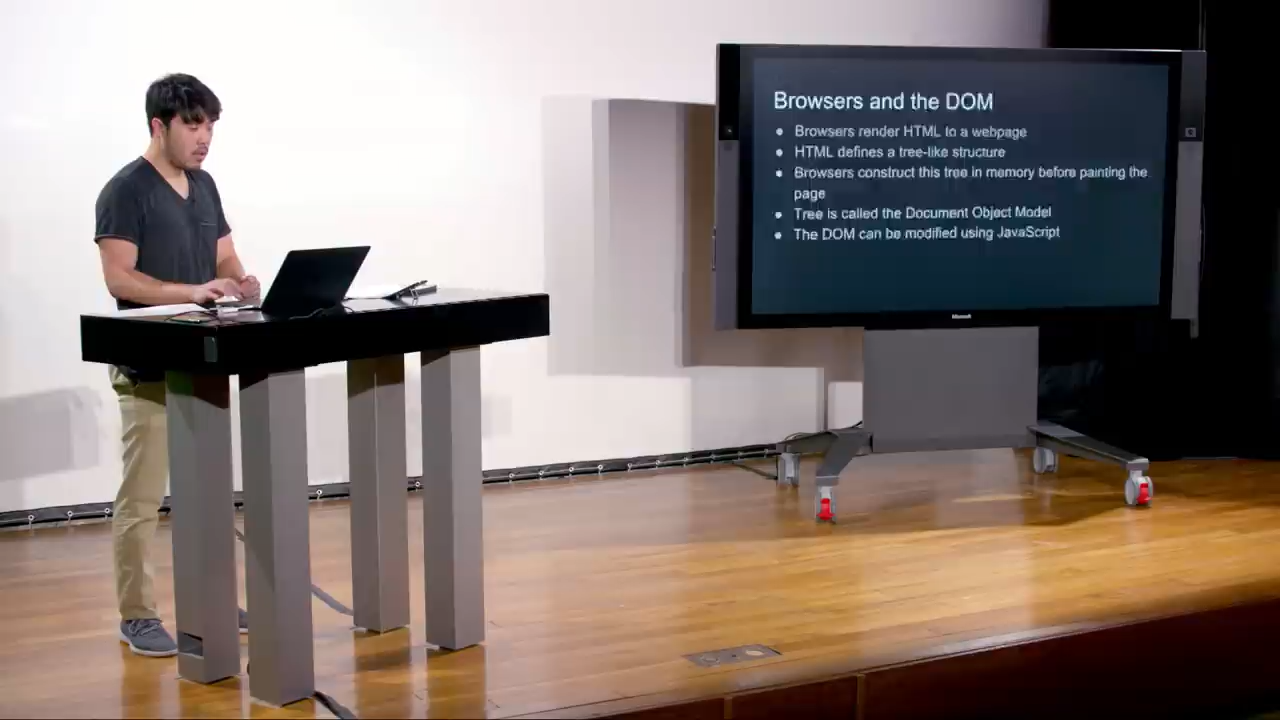 Browsers and the DOM
● Browsers render HTML to a webpage
● HTML defines a tree-like structure
● Browsers construct this tree in memory before painting the
page
● Tree is called the Document Object Model
● The DOM can be modified using JavaScript
Microsoft